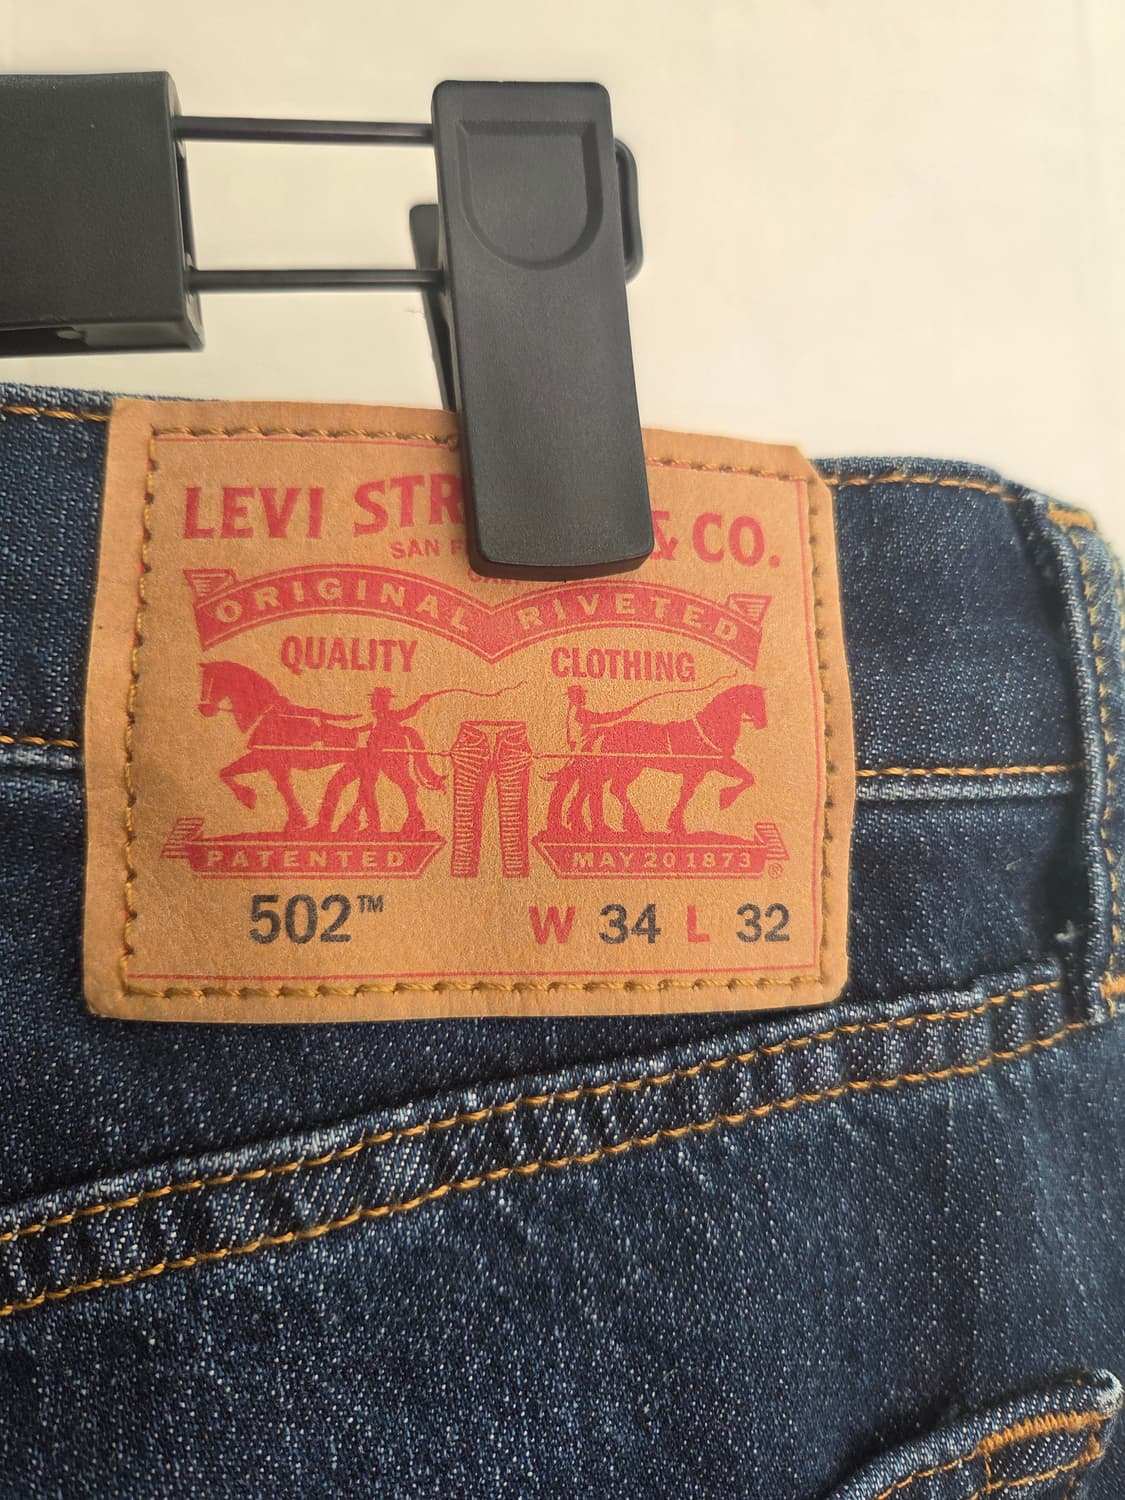 LEVI STR & CO.
SAN F
ORIGINAL RIVETED
QUALITY CLOTHING
PATENTED MAY 20 1873 ®
502™ W 34 L 32